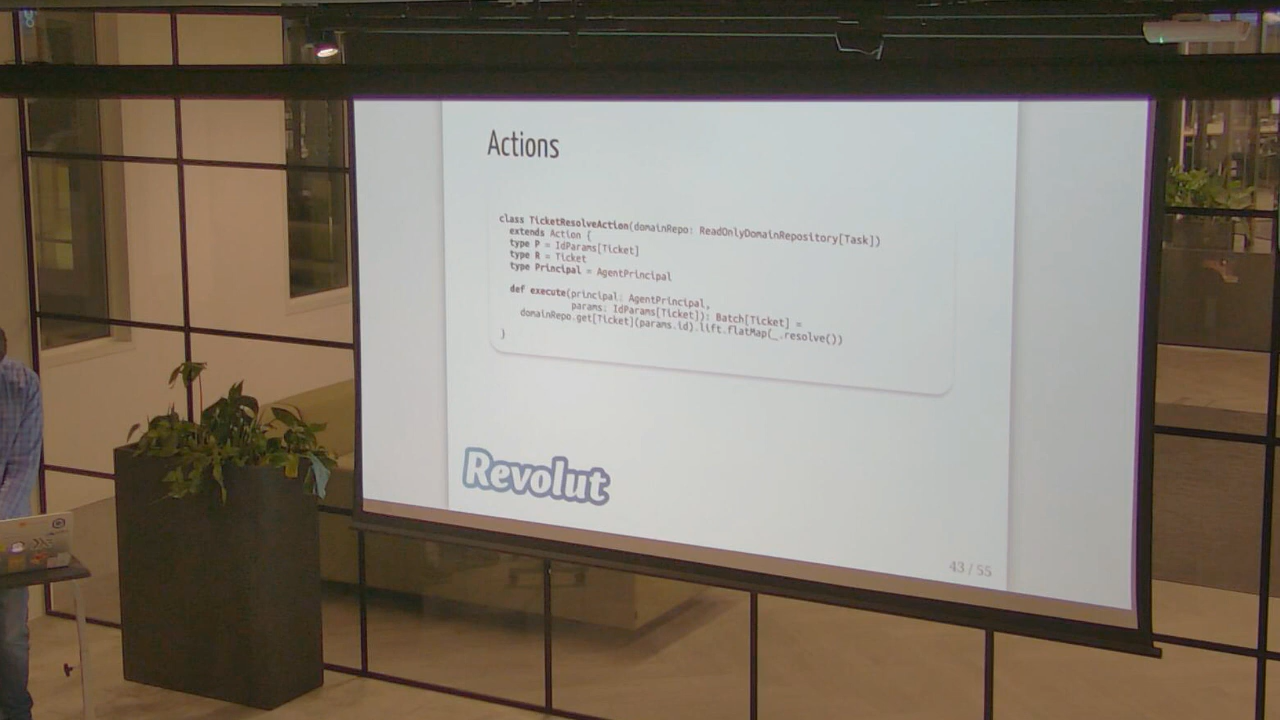 Actions
class TicketResolveAction(domainRepo: ReadOnlyDomainRepository[Task])
extends Action {
type P = IdParams[Ticket]
type R = Ticket
type Principal = AgentPrincipal
def execute(principal: AgentPrincipal,
params: IdParams[Ticket]): Batch[Ticket] =
domainRepo.get[Ticket](params.id).lift.flatMap(_.resolve())
}
Revolut
43 / 55